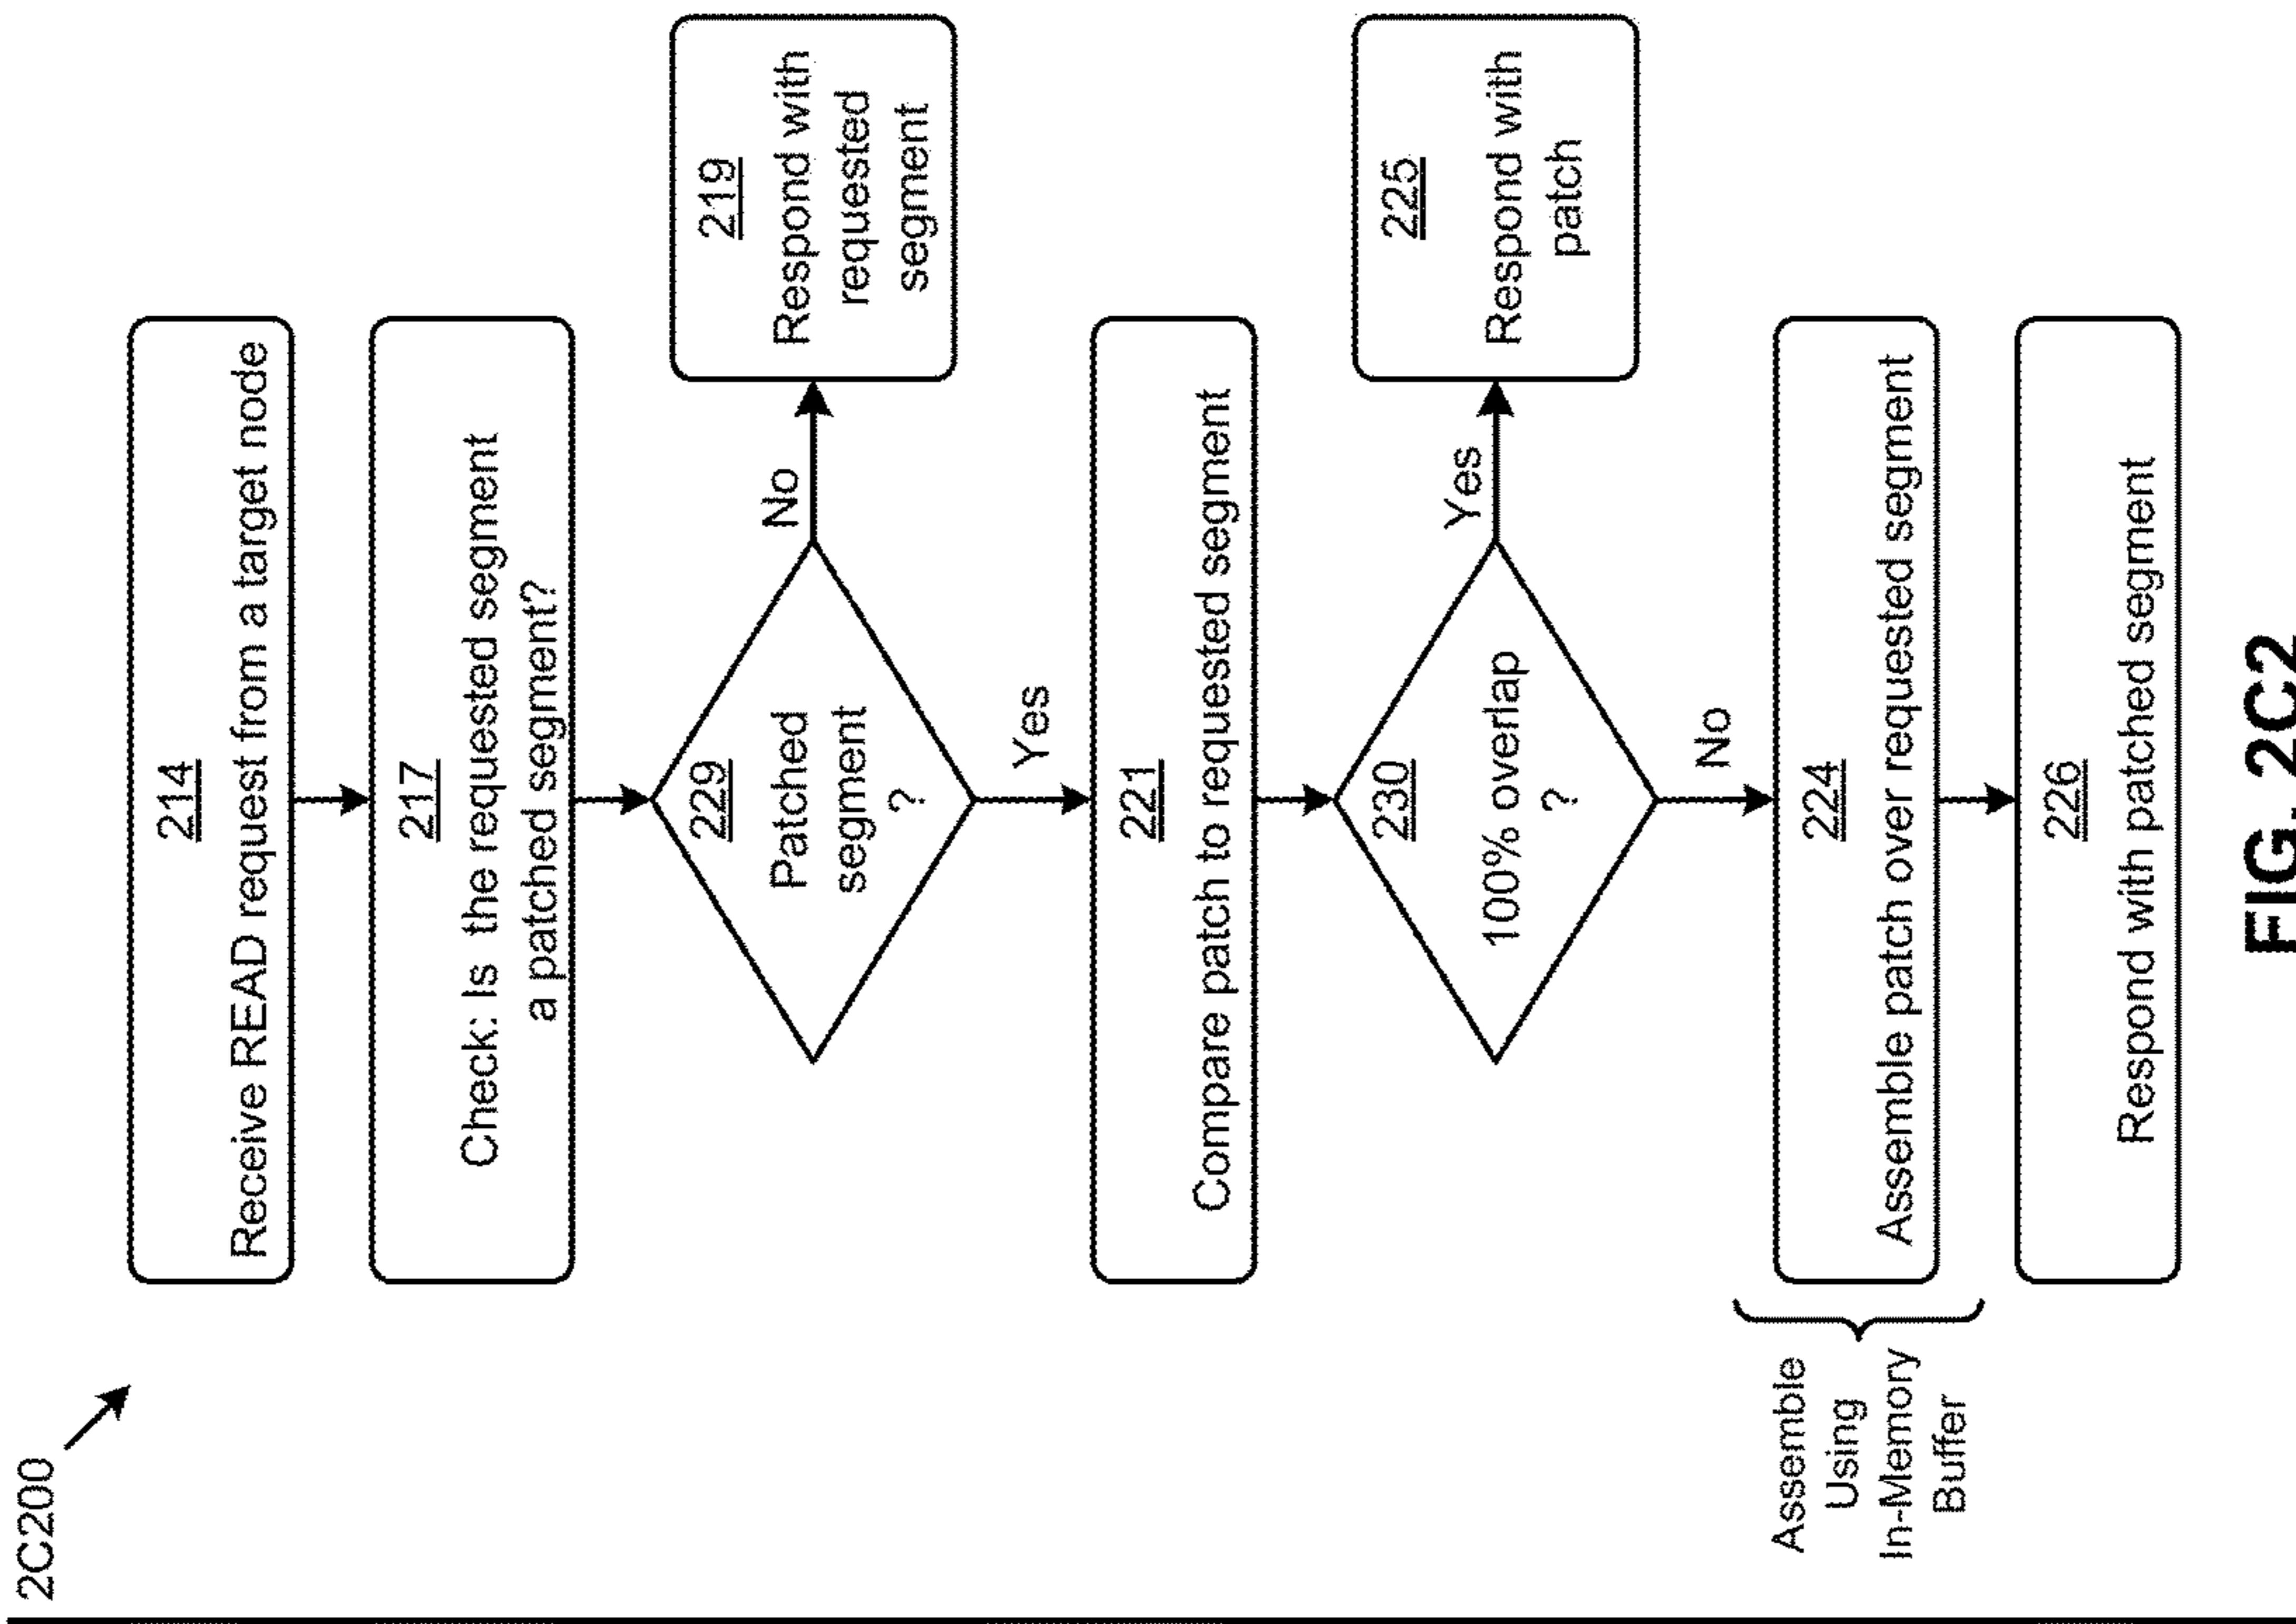 2C200
214
Receive READ request from a target node
217
Check: Is the requested segment
a patched segment?
229
Patched
segment
?
No
219
Respond with
requested
segment
Yes
221
Compare patch to requested segment
230
100% overlap
?
Yes
225
Respond with
patch
No
Assemble
Using
In-Memory
Buffer
224
Assemble patch over requested segment
226
Respond with patched segment
FIG. 2C2